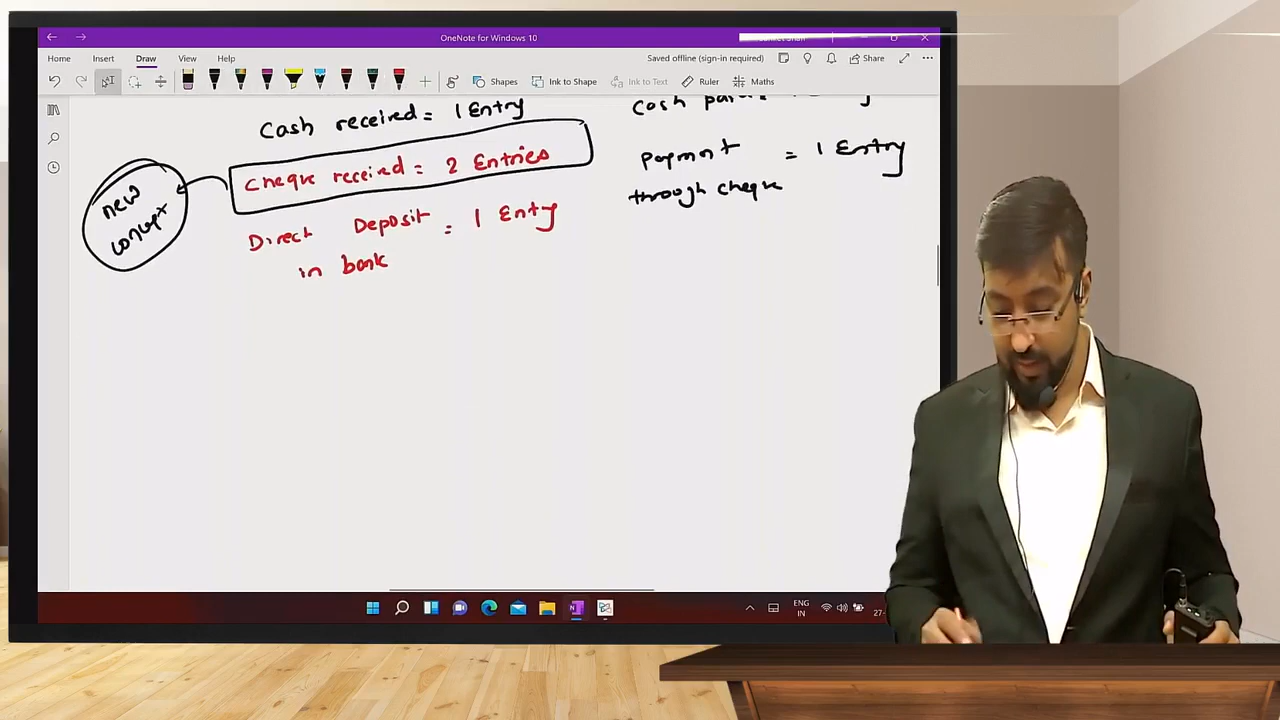 OneNote for Windows 10
Home Insert Draw View Help
Saved offline (sign-in required) Share
Shapes Ink to Shape Ink to Text Ruler Maths
Cash received = 1 Entry
Cheque received = 2 Entries
new
concept
Direct Deposit = 1 Entry
in bank
Cash
Payment = 1 Entry
through cheque
ENG
IN
27-